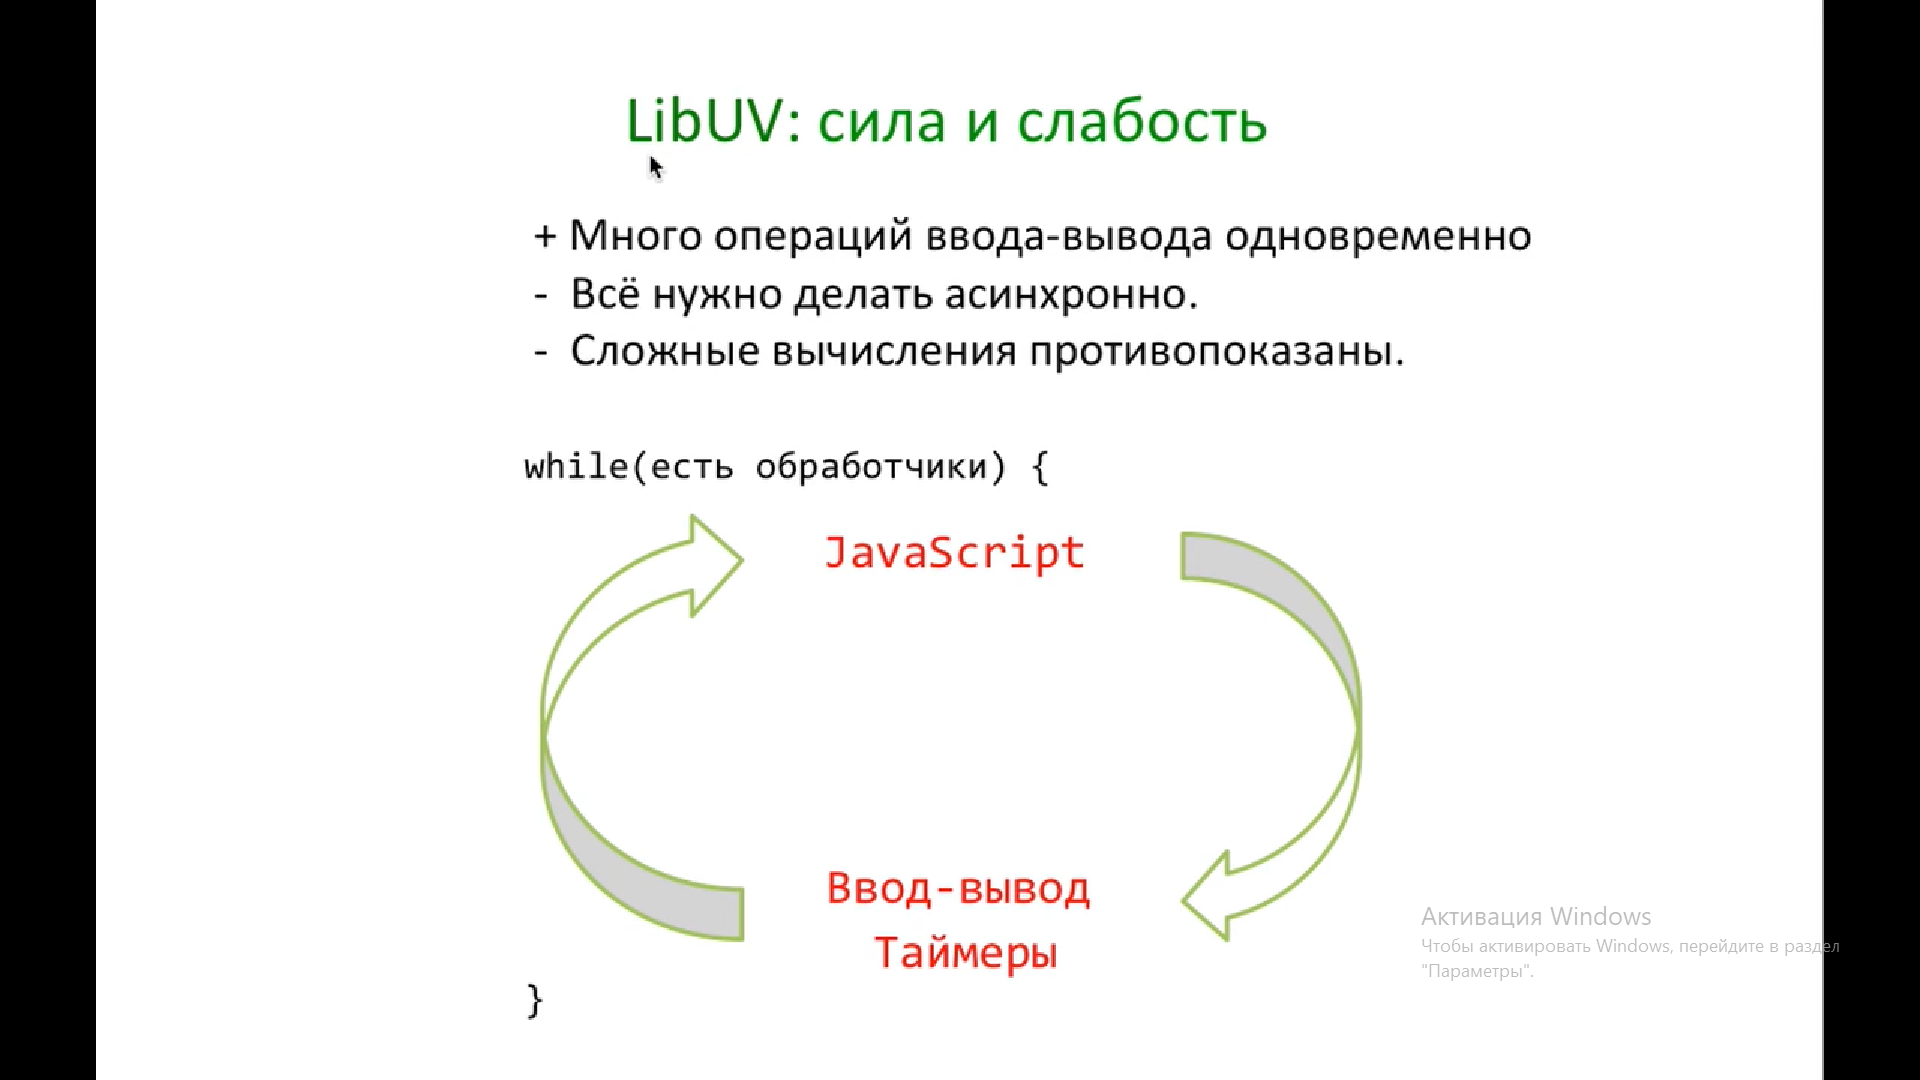 LibUV: сила и слабость
+ Много операций ввода-вывода одновременно
- Всё нужно делать асинхронно.
- Сложные вычисления противопоказаны.
while(есть обработчики) {
JavaScript
Ввод-вывод
Таймеры
}
Активация Windows
Чтобы активировать Windows, перейдите в раздел
"Параметры".